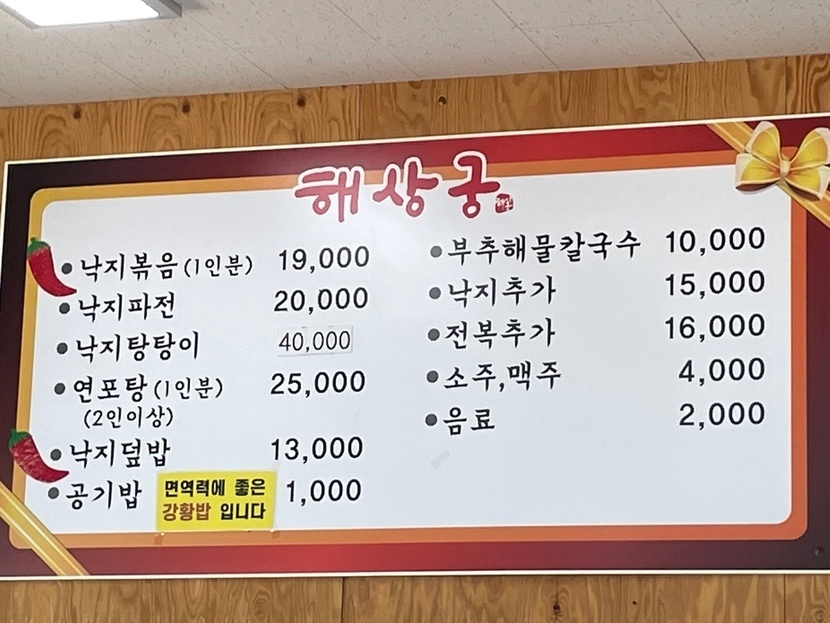 해상궁
낙지볶음(1인분) 19,000
낙지파전 20,000
낙지탕탕이 40,000
연포탕(1인분) 25,000
(2인이상)
낙지덮밥 13,000
공기밥 1,000
면역력에 좋은
강황밥 입니다
부추해물칼국수 10,000
낙지추가 15,000
전복추가 16,000
소주,맥주 4,000
음료 2,000